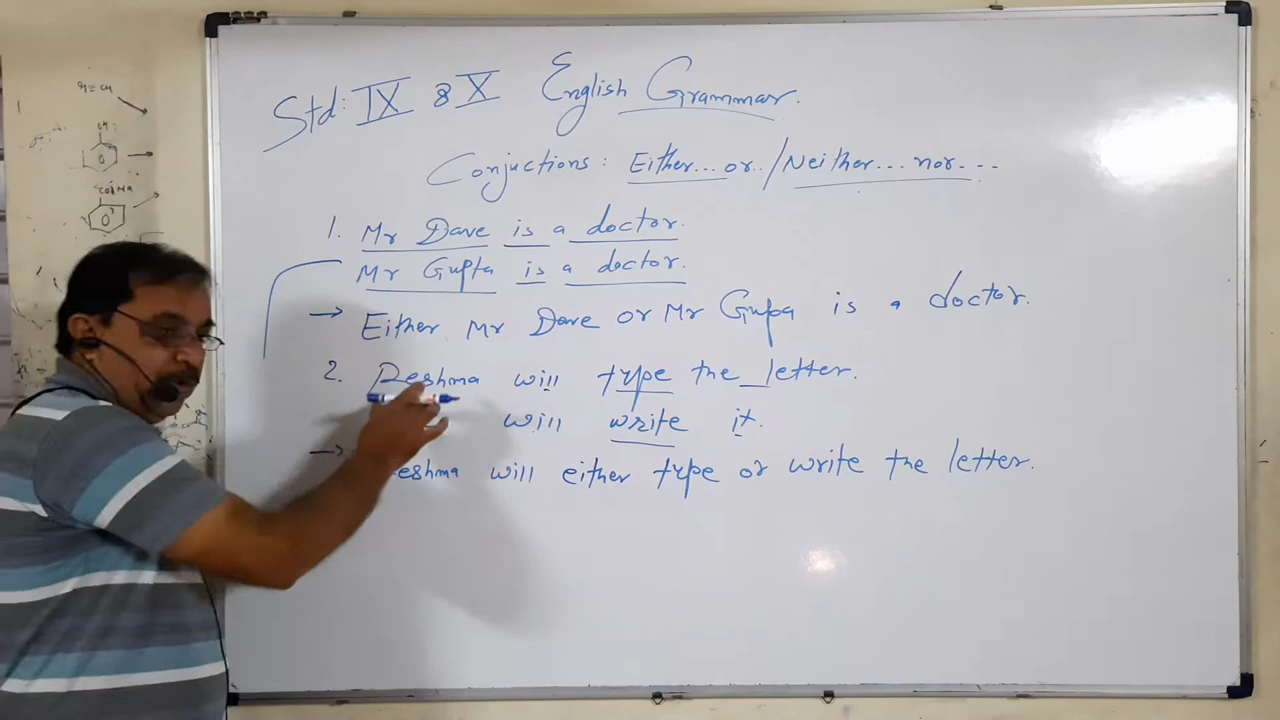 Std: IX & X English Grammar.
Conjuctions: Either... or../Neither... nor...
1. Mr Dave is a doctor.
Mr Gupta is a doctor.
→ Either Mr Dave or Mr Gupa is a doctor.
2. Reshma will type the letter.
will write it.
→ eshma will either type or write the letter.